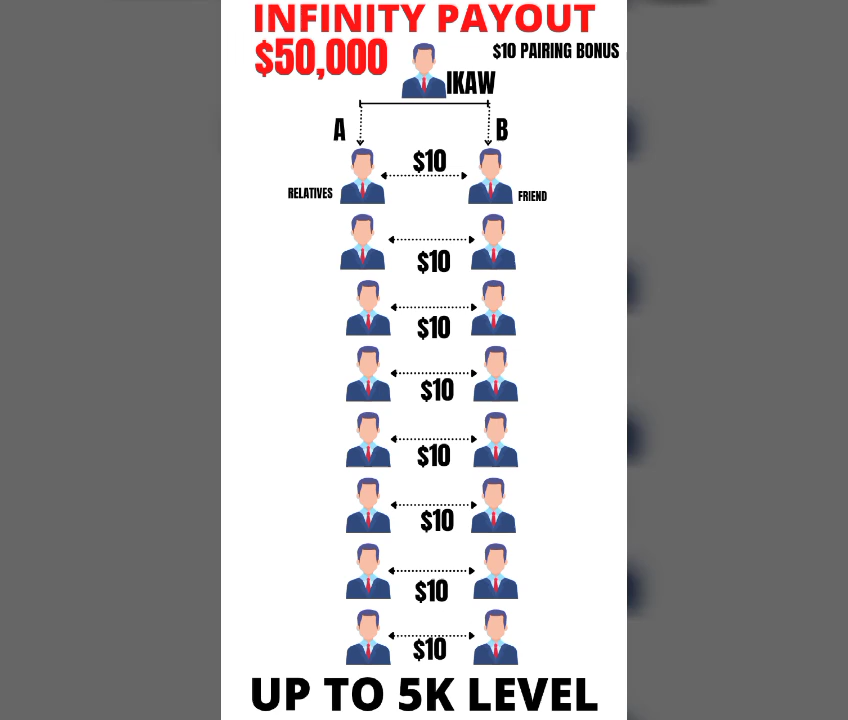 INFINITY PAYOUT
$50,000
$10 PAIRING BONUS
IKAW
A
B
$10
RELATIVES
FRIEND
$10
$10
$10
$10
$10
$10
$10
UP TO 5K LEVEL